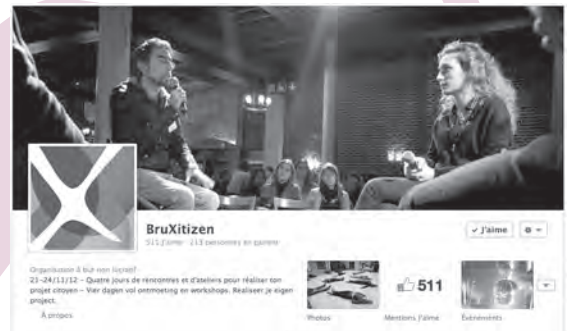 BruXitizen
511 J'aime · 213 personnes en parlent
✓ J'aime
Organisation à but non lucratif
21-24/11/12 – Quatre jours de rencontres et d'ateliers pour réaliser ton
projet citoyen – Vier dagen vol ontmoeting en workshops. Realiseer je eigen
project.
À propos
Photos
511
Mentions J'aime
Événements